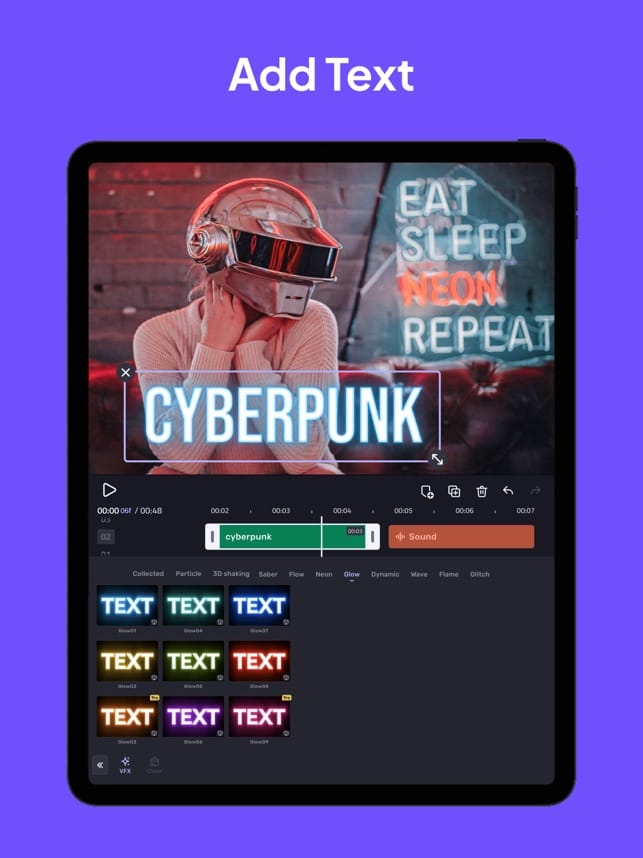 Add Text
EAT
SLEEP
NEON
REPEAT
CYBERPUNK
00:00 06f / 00:48
00:02 00:03 00:04 00:05 00:06 00:07
03
02
01
cyberpunk 00:03 Sound
Collected Particle 3D shaking Saber Flow Neon Glow Dynamic Wave Flame Glitch
TEXT TEXT TEXT
Glow01 Glow04 Glow07
TEXT TEXT TEXT
Glow02 Glow05 Glow08
Try Try
TEXT TEXT TEXT
Glow03 Glow06 Glow09
VFX Clear